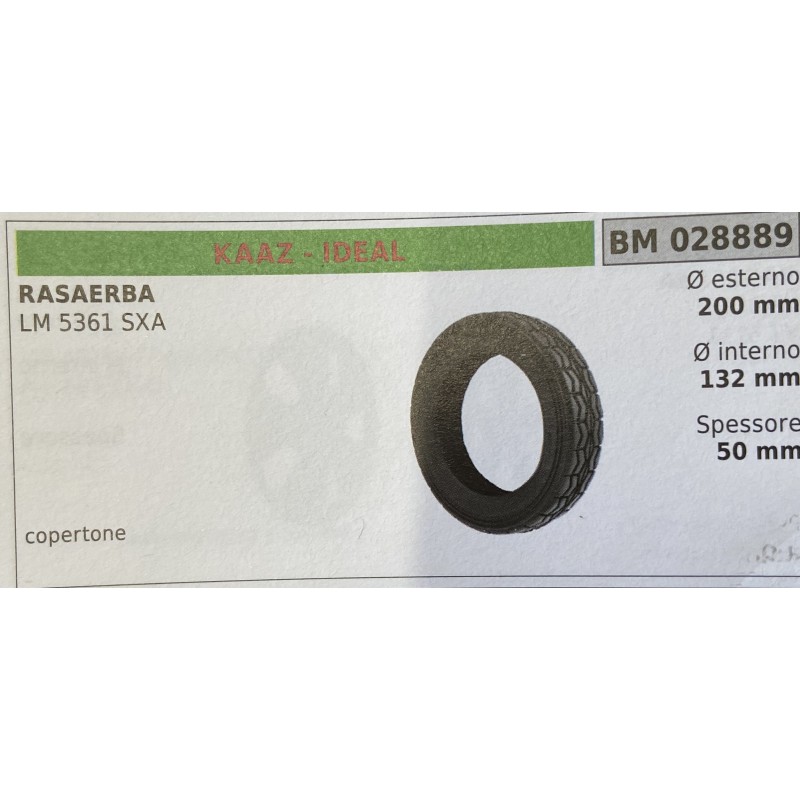 KAAZ - IDEAL
BM 028889
RASAERBA
LM 5361 SXA
Ø esterno
200 mm
Ø interno
132 mm
Spessore
50 mm
copertone